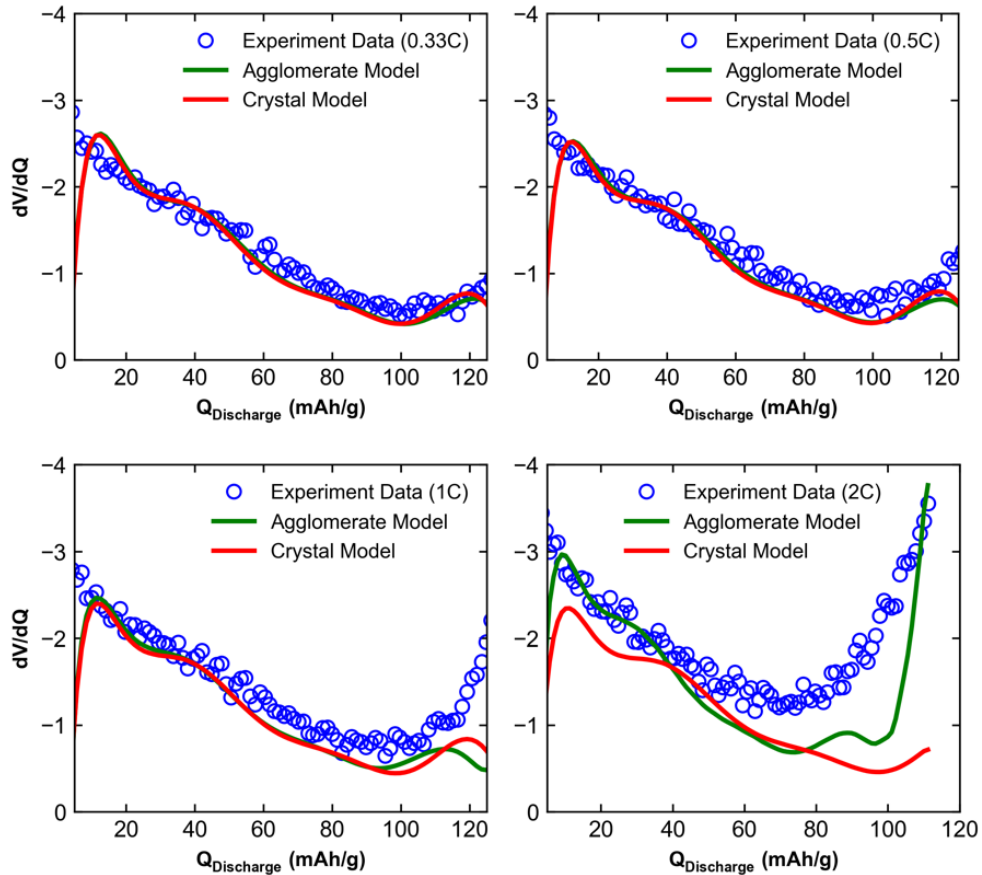 −4
−3
−2
−1
0
dV/dQ
Experiment Data (0.33C)
Agglomerate Model
Crystal Model
20 40 60 80 100 120
Q_Discharge (mAh/g)
−4
−3
−2
−1
0
Experiment Data (0.5C)
Agglomerate Model
Crystal Model
20 40 60 80 100 120
Q_Discharge (mAh/g)
−4
−3
−2
−1
0
dV/dQ
Experiment Data (1C)
Agglomerate Model
Crystal Model
20 40 60 80 100 120
Q_Discharge (mAh/g)
−4
−3
−2
−1
0
Experiment Data (2C)
Agglomerate Model
Crystal Model
20 40 60 80 100 120
Q_Discharge (mAh/g)